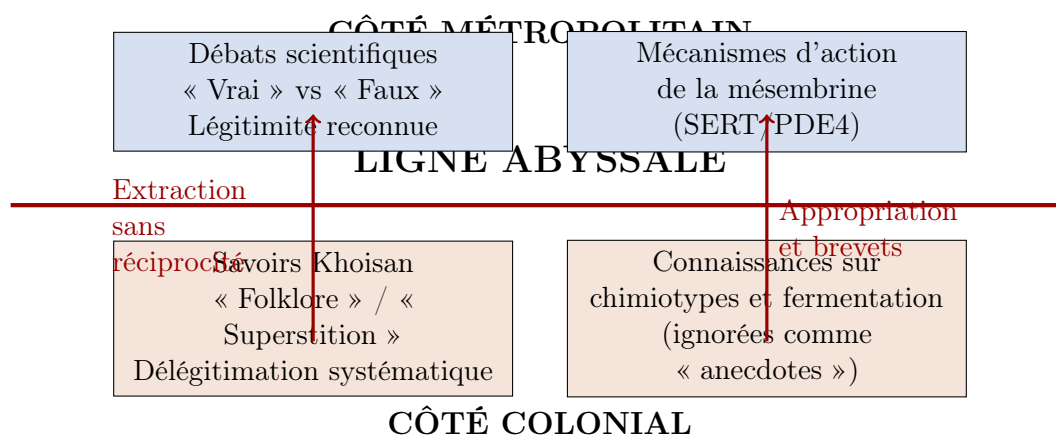 CÔTÉ MÉTROPOLITAIN
Débats scientifiques
« Vrai » vs « Faux »
Légitimité reconnue
Mécanismes d'action
de la mésembrine
(SERT/PDE4)
LIGNE ABYSSALE
Extraction
sans
réciprocité
Appropriation
et brevets
Savoirs Khoisan
« Folklore » / «
Superstition »
Délégitimation systématique
Connaissances sur
chimiotypes et fermentation
(ignorées comme
« anecdotes »)
CÔTÉ COLONIAL